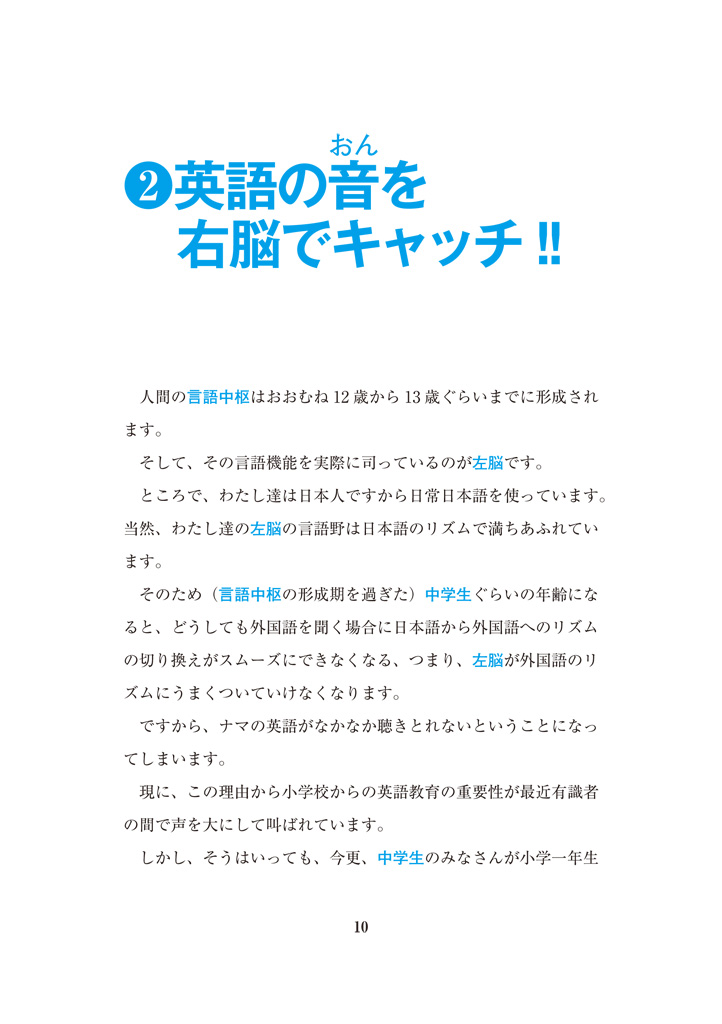 おん
❷英語の音を
右脳でキャッチ!!
人間の言語中枢はおおむね12歳から13歳ぐらいまでに形成され
ます。
そして、その言語機能を実際に司っているのが左脳です。
ところで、わたし達は日本人ですから日常日本語を使っています。
当然、わたし達の左脳の言語野は日本語のリズムで満ちあふれてい
ます。
そのため（言語中枢の形成期を過ぎた）中学生ぐらいの年齢にな
ると、どうしても外国語を聞く場合に日本語から外国語へのリズム
の切り換えがスムーズにできなくなる、つまり、左脳が外国語のリ
ズムにうまくついていけなくなります。
ですから、ナマの英語がなかなか聴きとれないということになっ
てしまいます。
現に、この理由から小学校からの英語教育の重要性が最近有識者
の間で声を大にして叫ばれています。
しかし、そうはいっても、今更、中学生のみなさんが小学一年生
10